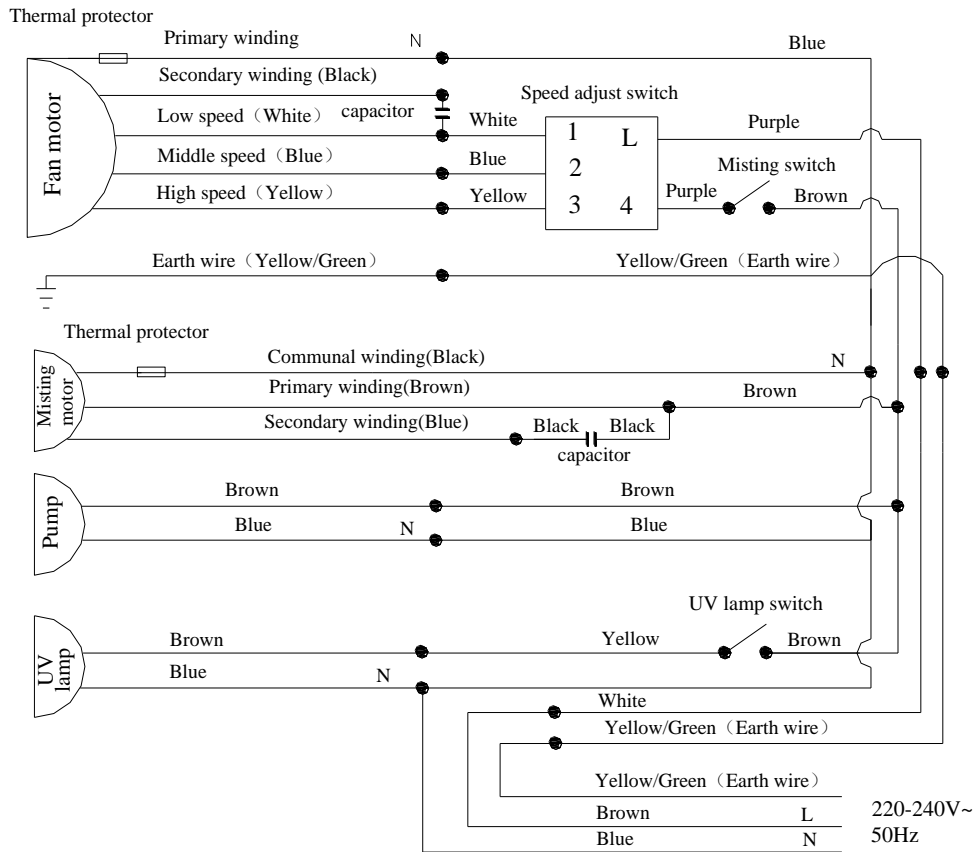 Thermal protector
Primary winding N Blue
Secondary winding (Black)
capacitor Speed adjust switch
Low speed（White） White 1 L Purple
Middle speed（Blue） Blue 2 Misting switch
High speed（Yellow） Yellow 3 4 Purple Brown
Fan motor
Earth wire（Yellow/Green） Yellow/Green（Earth wire）
Thermal protector
Communal winding(Black) N
Primary winding(Brown) Brown
Secondary winding(Blue) Black Black
capacitor
Misting
motor
Brown Brown
Blue N Blue
Pump
UV lamp switch
Brown Yellow Brown
Blue N
UV
lamp
White
Yellow/Green（Earth wire）
Yellow/Green（Earth wire）
Brown L 220-240V~
Blue N 50Hz